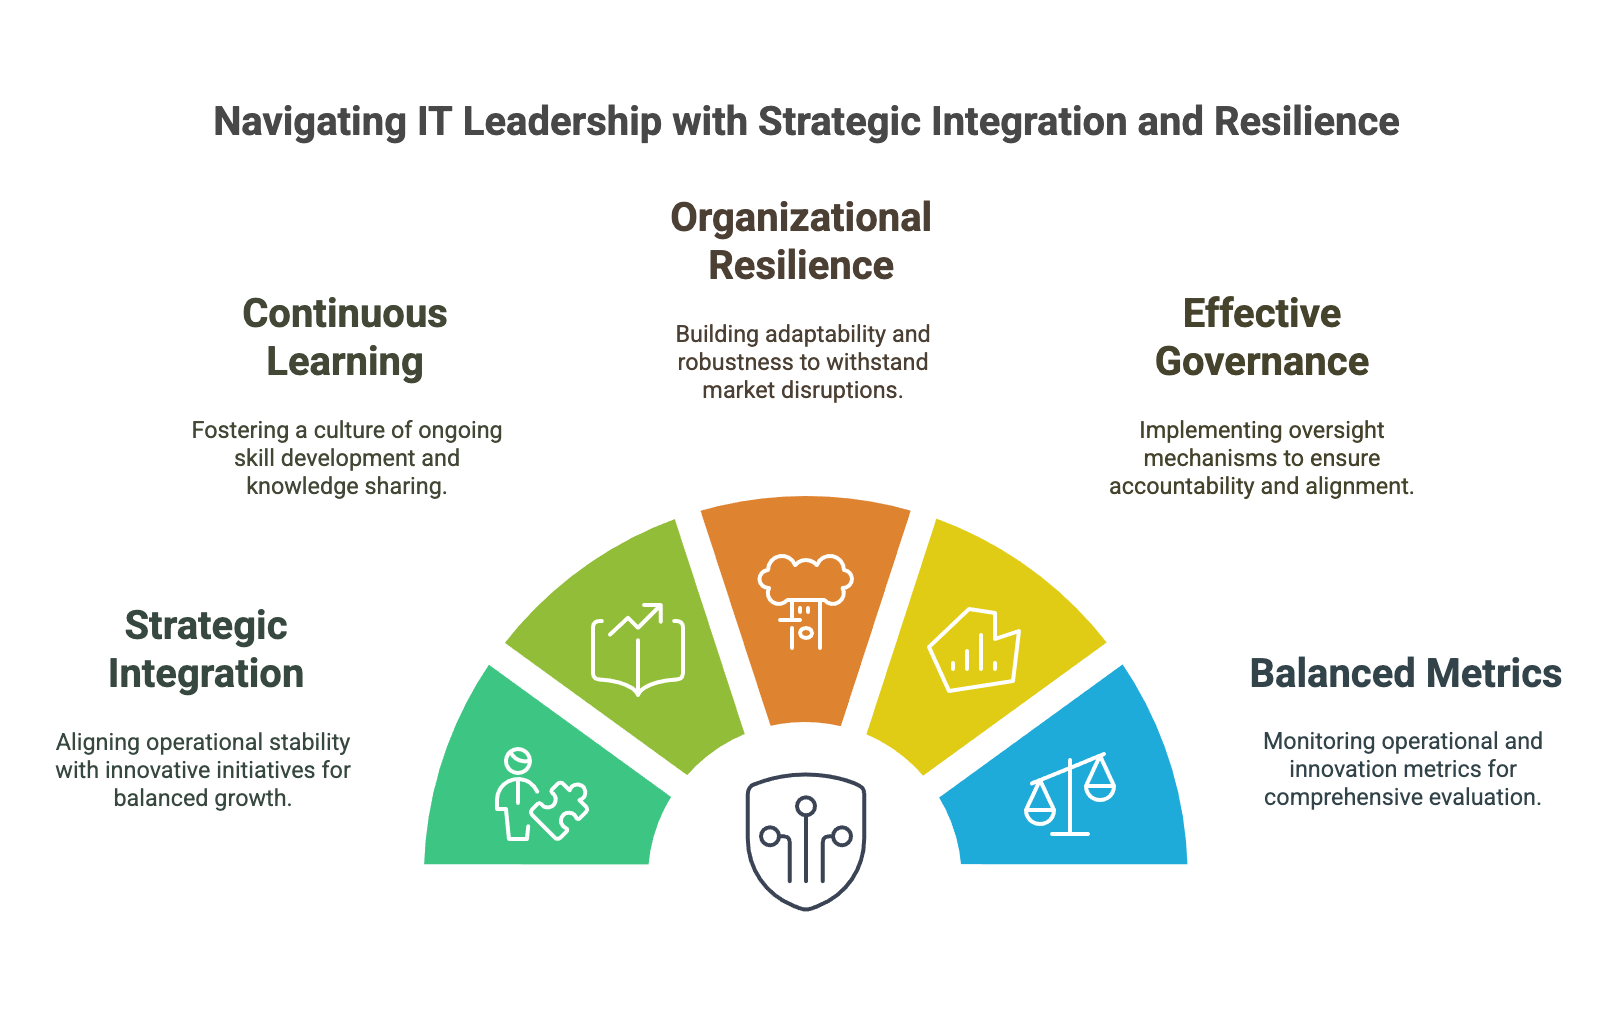 Navigating IT Leadership with Strategic Integration and Resilience
Organizational
Resilience
Building adaptability and
robustness to withstand
market disruptions.
Continuous
Learning
Fostering a culture of ongoing
skill development and
knowledge sharing.
Effective
Governance
Implementing oversight
mechanisms to ensure
accountability and alignment.
Strategic
Integration
Aligning operational stability
with innovative initiatives for
balanced growth.
Balanced Metrics
Monitoring operational and
innovation metrics for
comprehensive evaluation.